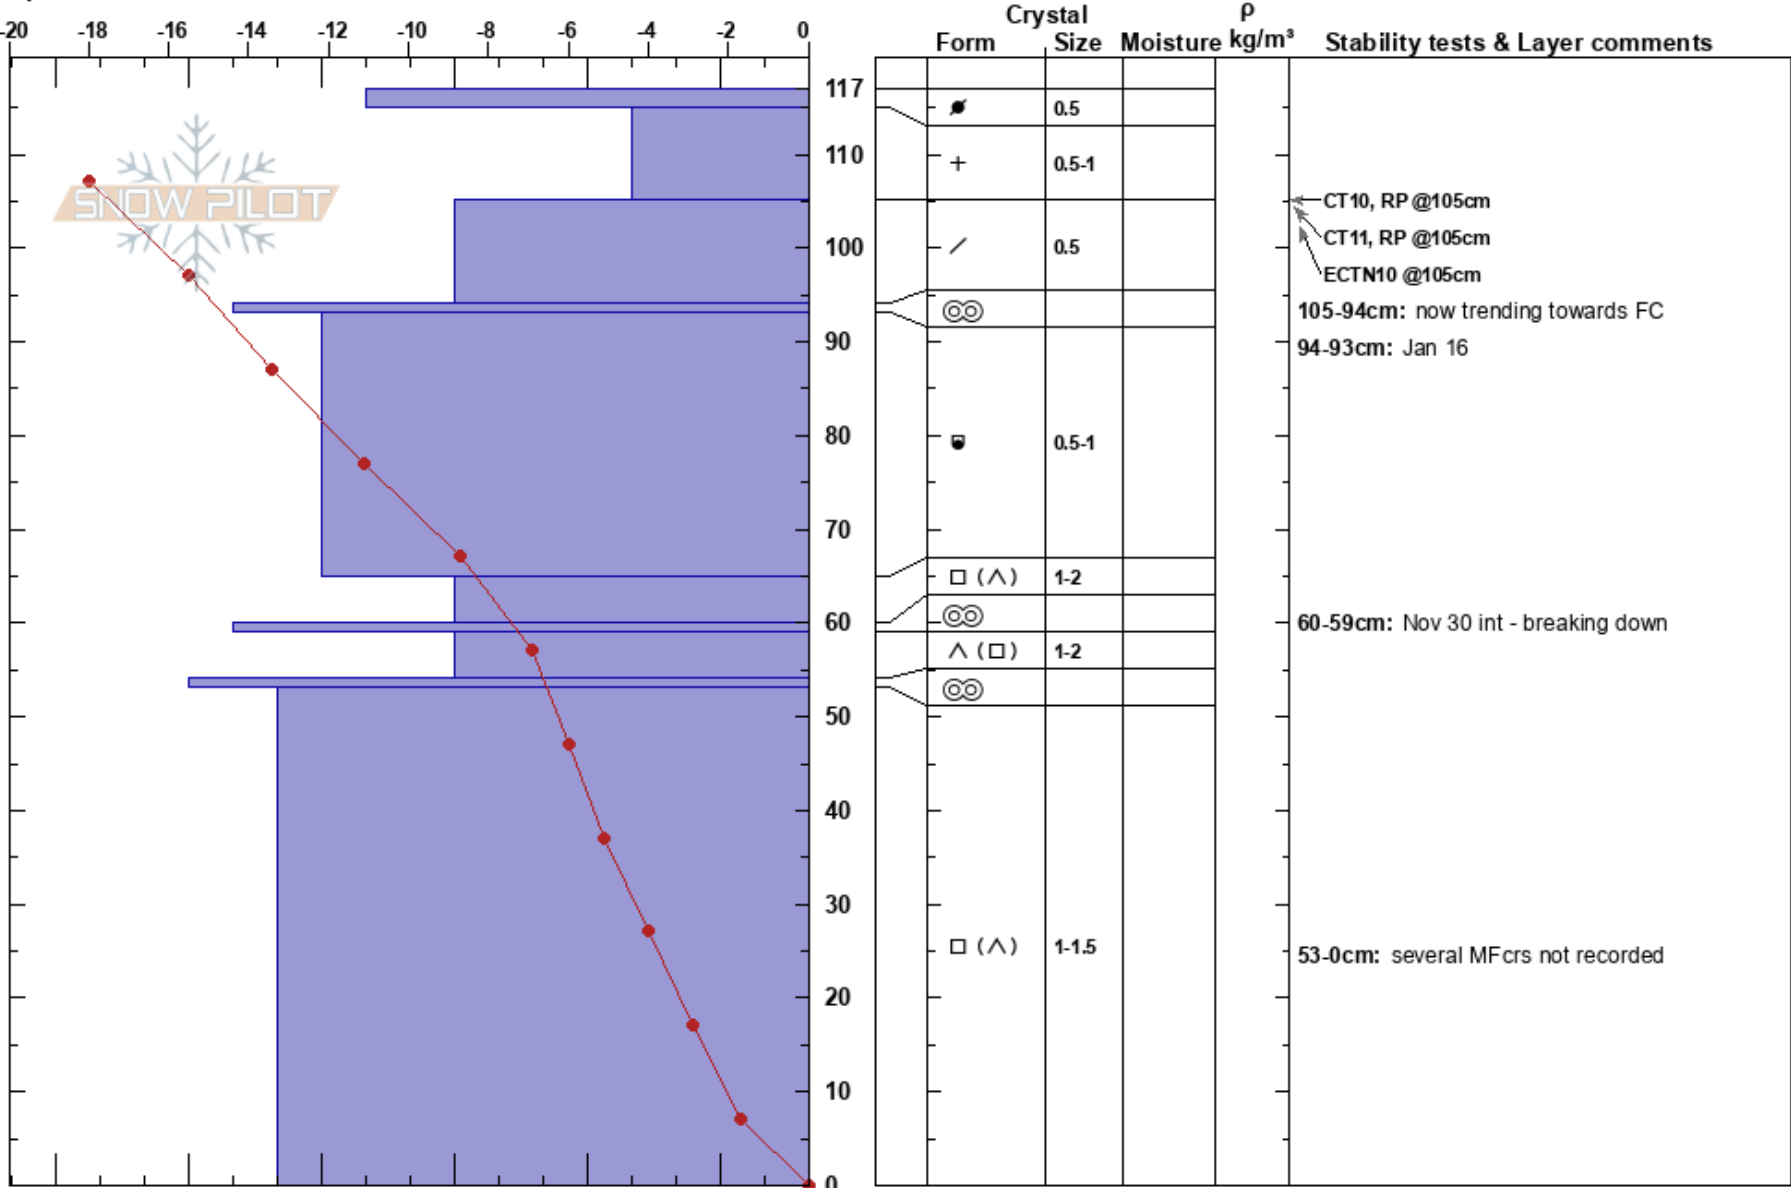 -20 -18 -16 -14 -12 -10 -8 -6 -4 -2 0
Crystal
Form Size Moisture ρ kg/m³ Stability tests & Layer comments
117
0.5
110
0.5-1
SNOW PILOT
CT10, RP @105cm
CT11, RP @105cm
100
0.5
ECTN10 @105cm
105-94cm: now trending towards FC
90
94-93cm: Jan 16
80
0.5-1
70
1-2
60
60-59cm: Nov 30 int - breaking down
1-2
50
40
30
1-1.5
53-0cm: several MFcrs not recorded
20
10
0